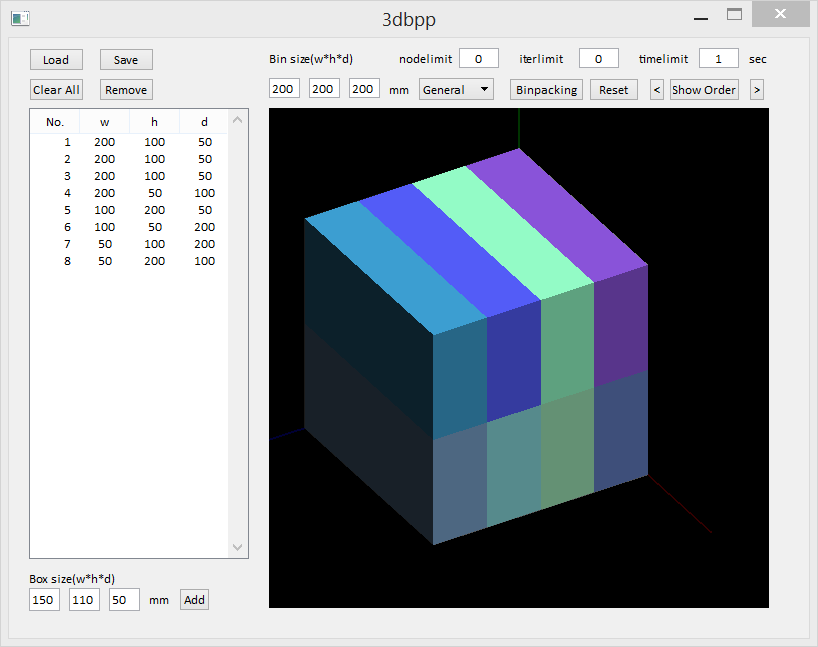 3dbpp
Load Save
Clear All Remove
Bin size(w*h*d) nodelimit 0 iterlimit 0 timelimit 1 sec
200 200 200 mm General Binpacking Reset < Show Order >
No. w h d
1 200 100 50
2 200 100 50
3 200 100 50
4 200 50 100
5 100 200 50
6 100 50 200
7 50 100 200
8 50 200 100
Box size(w*h*d)
150 110 50 mm Add